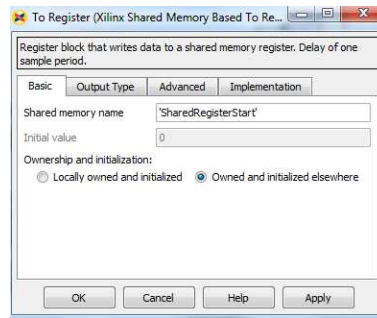 To Register (Xilinx Shared Memory Based To Re...
Register block that writes data to a shared memory register. Delay of one
sample period.
Basic Output Type Advanced Implementation
Shared memory name 'SharedRegisterStart'
Initial value 0
Ownership and initialization:
Locally owned and initialized Owned and initialized elsewhere
OK Cancel Help Apply